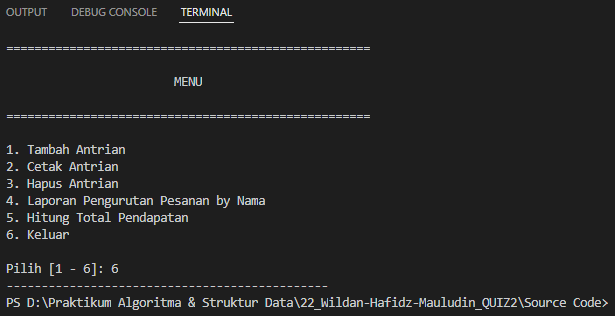 OUTPUT DEBUG CONSOLE TERMINAL
====================================================
MENU
====================================================
1. Tambah Antrian
2. Cetak Antrian
3. Hapus Antrian
4. Laporan Pengurutan Pesanan by Nama
5. Hitung Total Pendapatan
6. Keluar
Pilih [1 - 6]: 6
----------------------------------------------
PS D:\Praktikum Algoritma & Struktur Data\22_Wildan-Hafidz-Mauludin_QUIZ2\Source Code>